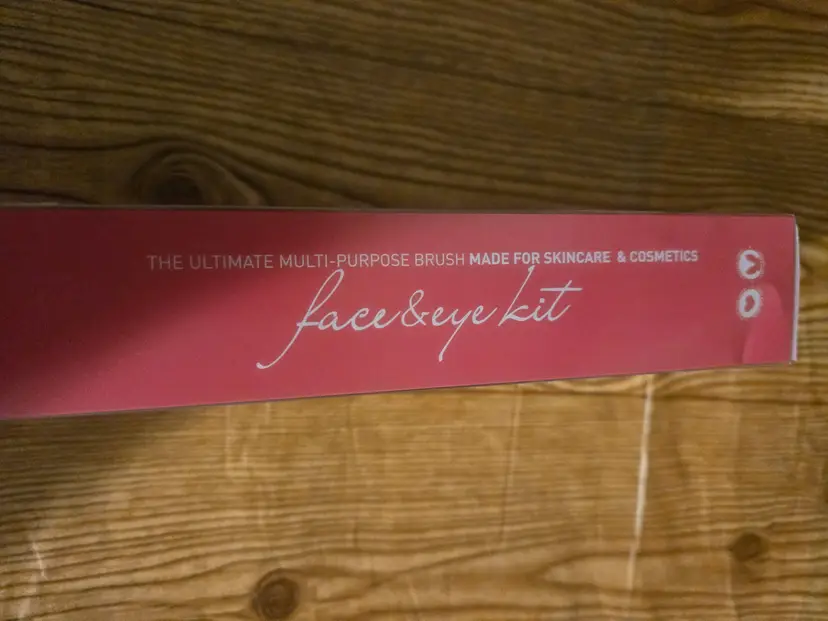 THE ULTIMATE MULTI-PURPOSE BRUSH MADE FOR SKINCARE & COSMETICS
face&eye kit